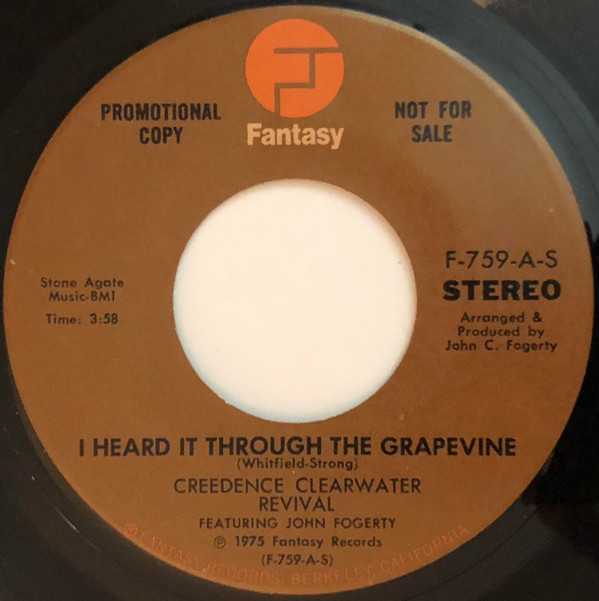 PROMOTIONAL
COPY
Fantasy
NOT FOR
SALE
Stone Agate
Music-BMI
Time: 3:58
F-759-A-S
STEREO
Arranged &
Produced by
John C. Fogerty
I HEARD IT THROUGH THE GRAPEVINE
(Whitfield-Strong)
CREEDENCE CLEARWATER
REVIVAL
FEATURING JOHN FOGERTY
℗ 1975 Fantasy Records
(F-759-A-S)
℗ FANTASY RECORDS, BERKELEY, CALIFORNIA